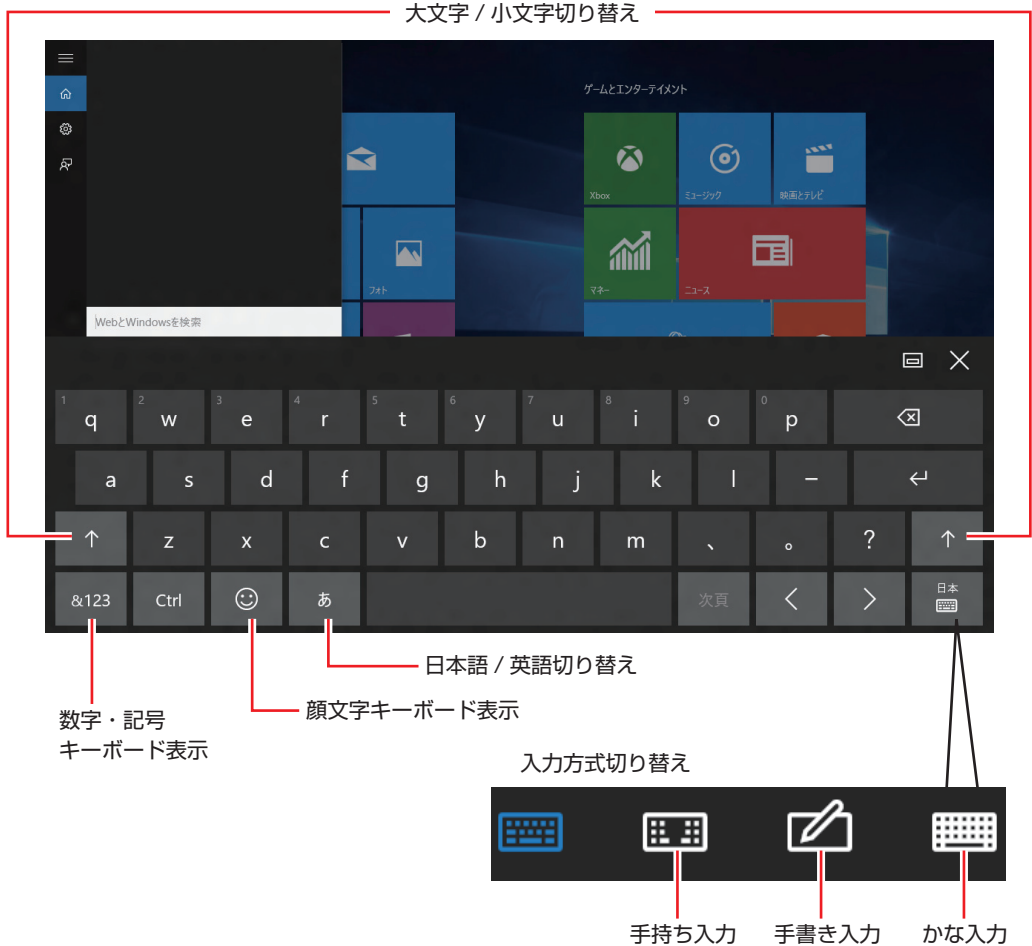 大文字 / 小文字切り替え
ゲームとエンターテイメント
Xbox
ミュージック
映画とテレビ
フォト
マネー
ニュース
WebとWindowsを検索
1 q 2 w 3 e 4 r 5 t 6 y 7 u 8 i 9 o 0 p
a s d f g h j k l −
↑ z x c v b n m 、 。 ? ↑
&123 Ctrl あ 次頁 < > 日本
日本語 / 英語切り替え
顔文字キーボード表示
数字・記号
キーボード表示
入力方式切り替え
手持ち入力 手書き入力 かな入力